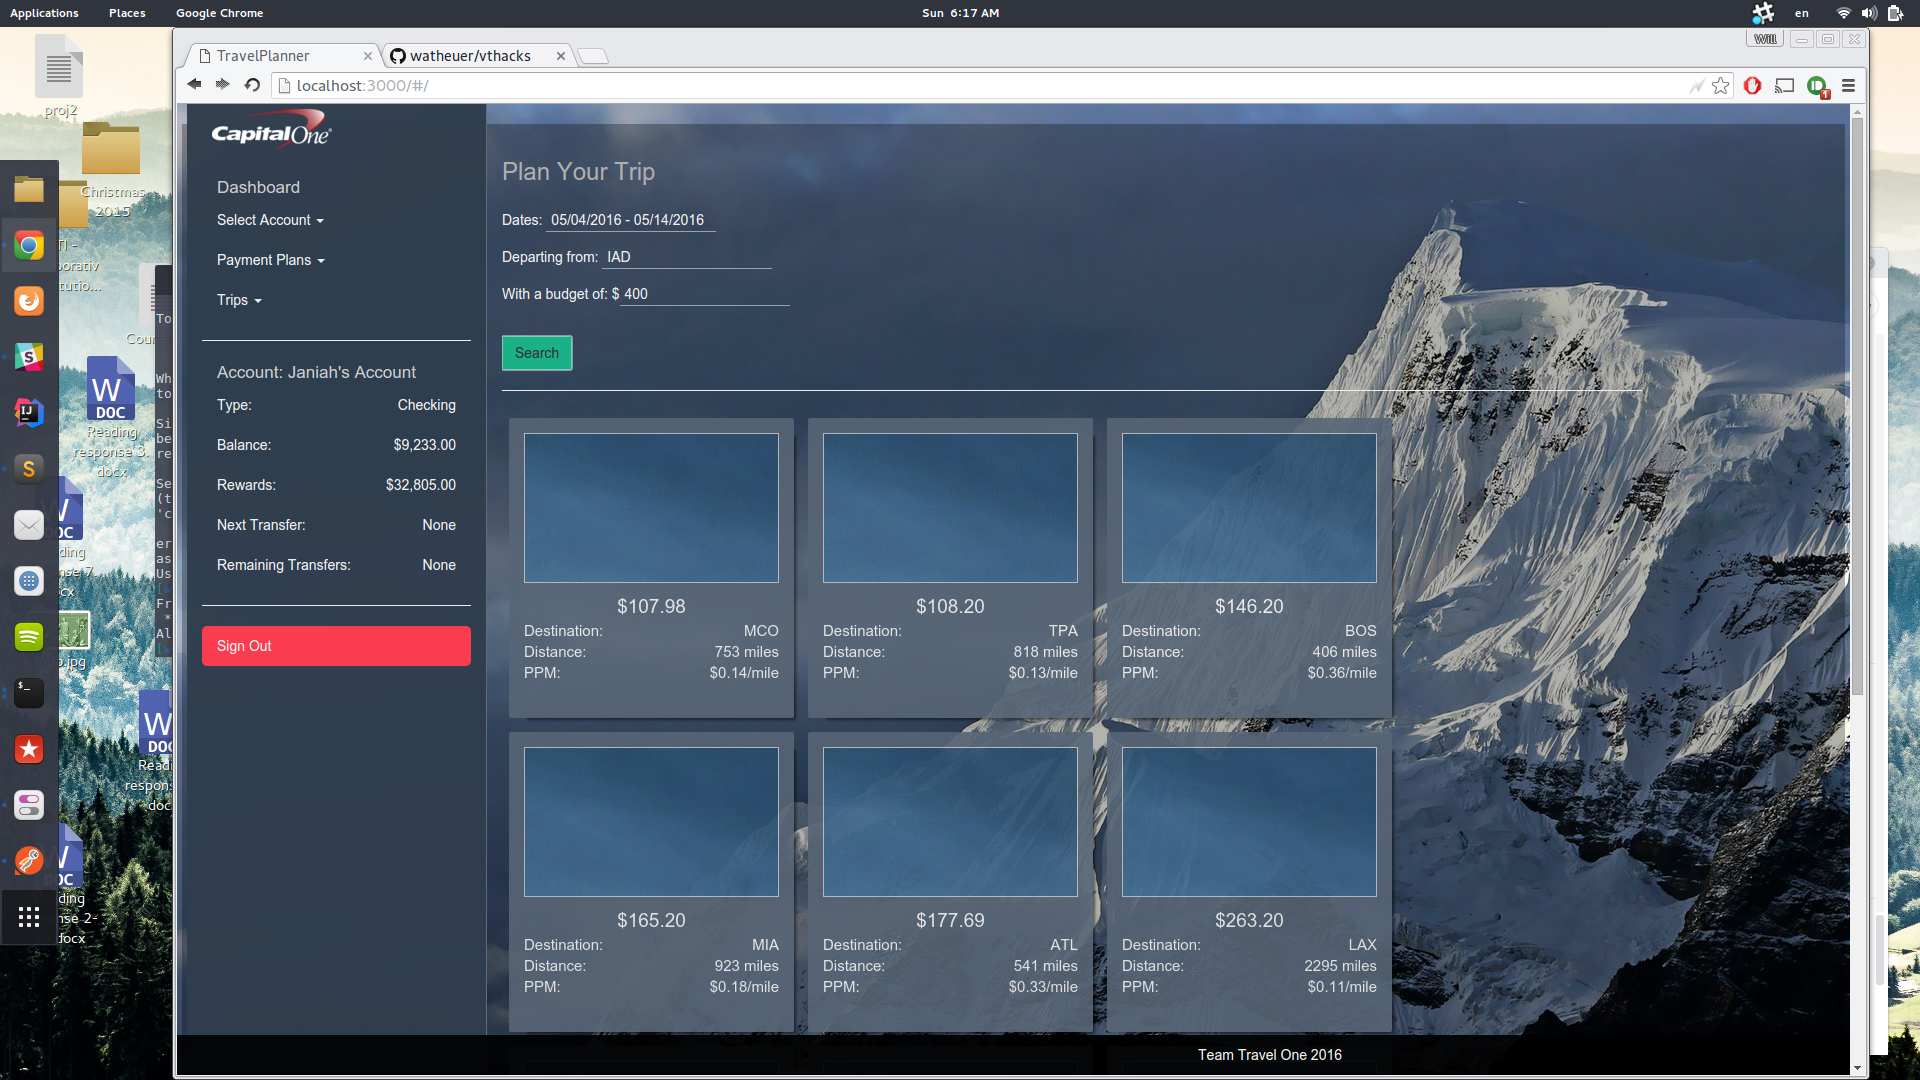 Applications Places Google Chrome
Sun 6:17 AM
en
Will
TravelPlanner
watheuer/vthacks
localhost:3000/#/
proj2
Christmas 2015
Reading response 3.docx
CapitalOne
Dashboard
Select Account
Payment Plans
Trips
Account: Janiah's Account
Type: Checking
Balance: $9,233.00
Rewards: $32,805.00
Next Transfer: None
Remaining Transfers: None
Sign Out
Plan Your Trip
Dates: 05/04/2016 - 05/14/2016
Departing from: IAD
With a budget of: $ 400
Search
$107.98
Destination: MCO
Distance: 753 miles
PPM: $0.14/mile
$108.20
Destination: TPA
Distance: 818 miles
PPM: $0.13/mile
$146.20
Destination: BOS
Distance: 406 miles
PPM: $0.36/mile
$165.20
Destination: MIA
Distance: 923 miles
PPM: $0.18/mile
$177.69
Destination: ATL
Distance: 541 miles
PPM: $0.33/mile
$263.20
Destination: LAX
Distance: 2295 miles
PPM: $0.11/mile
Team Travel One 2016